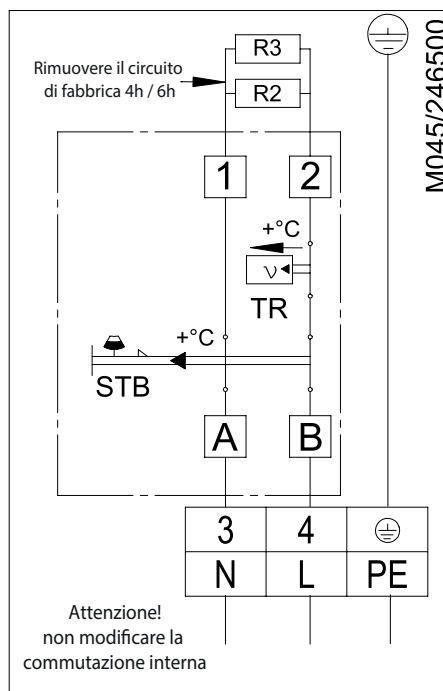 M045/246500
R3
Rimuovere il circuito
di fabbrica 4h / 6h
R2
1
2
+°C
ν
TR
+°C
STB
A
B
3
4
N
L
PE
Attenzione!
non modificare la
commutazione interna